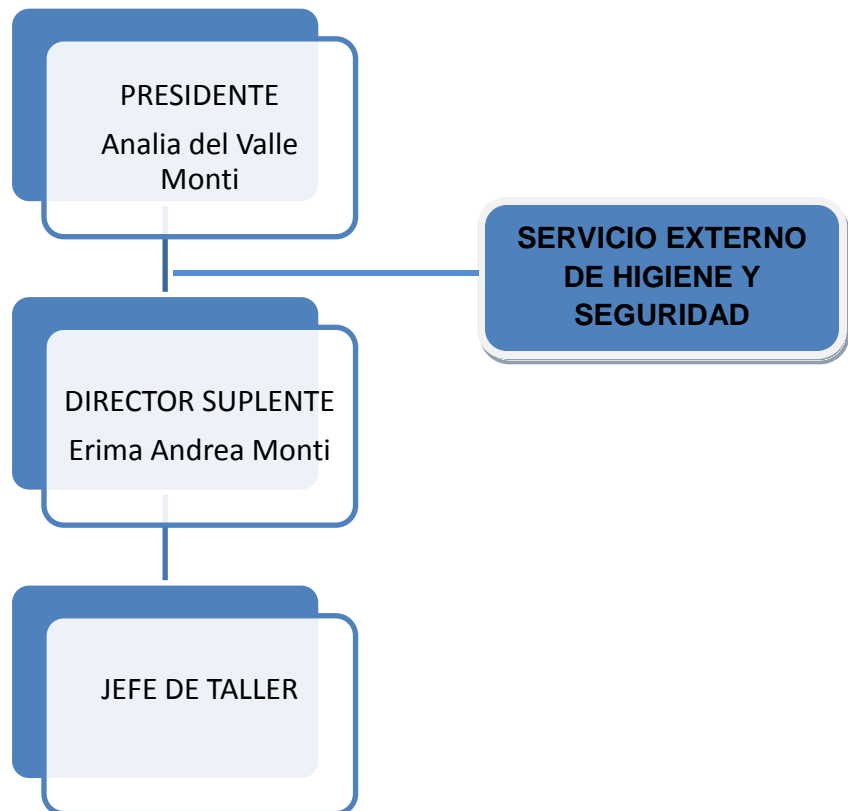 PRESIDENTE
Analia del Valle
Monti
SERVICIO EXTERNO
DE HIGIENE Y
SEGURIDAD
DIRECTOR SUPLENTE
Erima Andrea Monti
JEFE DE TALLER